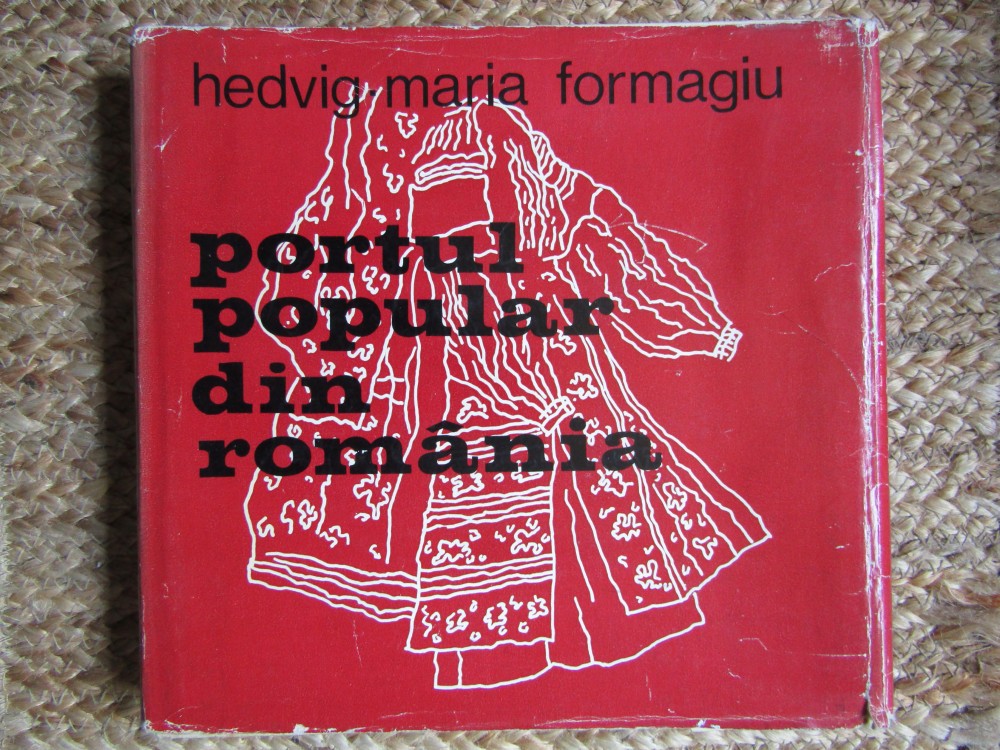 hedvig-maria formagiu
portul
popular
din
românia